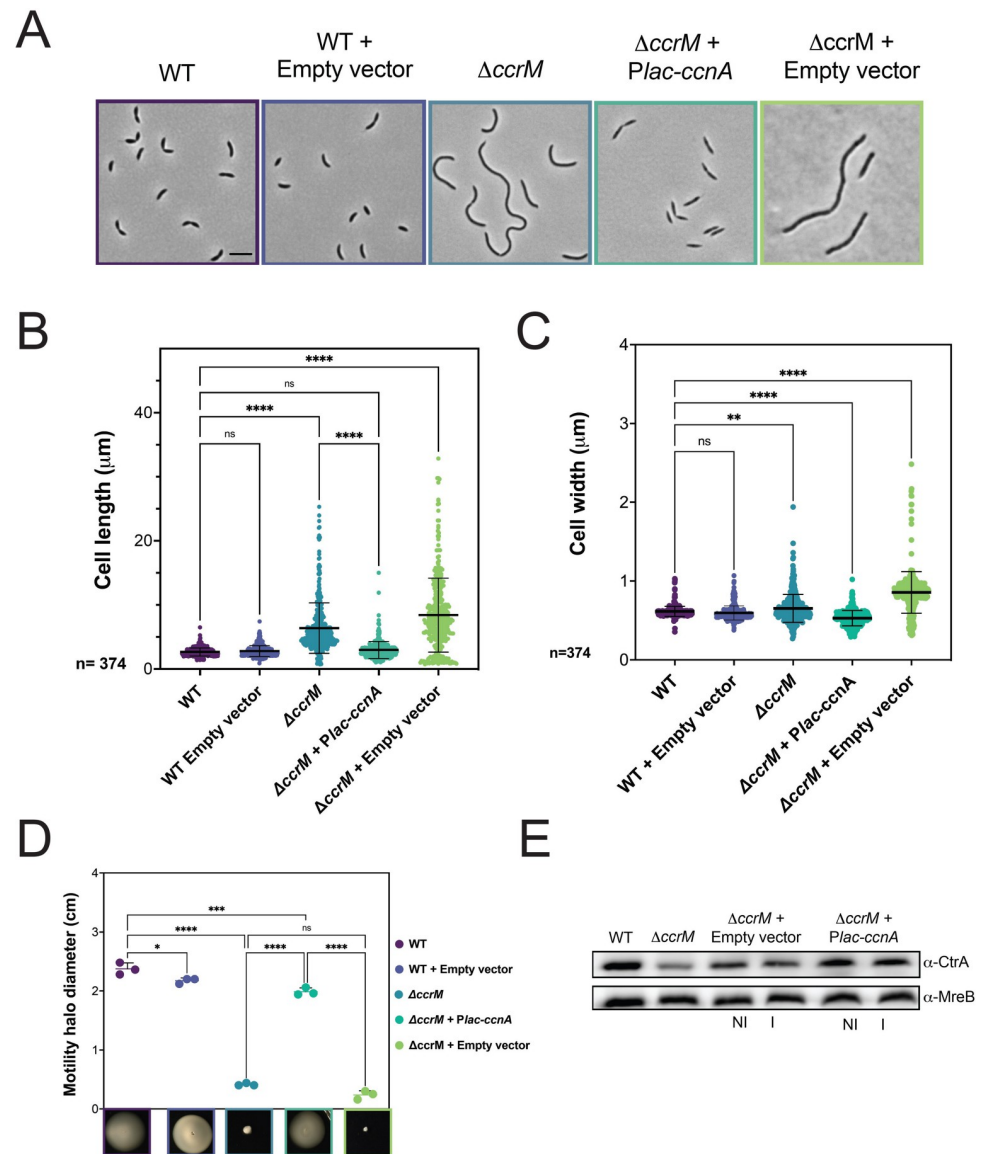 A
WT
WT +
Empty vector
ΔccrM
ΔccrM +
Plac-ccnA
ΔccrM +
Empty vector
B
Cell length (μm)
40
20
0
****
ns
****
****
ns
n= 374
WT
WT Empty vector
ΔccrM
ΔccrM + Plac-ccnA
ΔccrM + Empty vector
C
Cell width (μm)
4
3
2
1
0
****
****
**
ns
n=374
WT
WT + Empty vector
ΔccrM
ΔccrM + Plac-ccnA
ΔccrM + Empty vector
D
Motility halo diameter (cm)
4
3
2
1
0
***
****
ns
*
****
****
WT
WT + Empty vector
ΔccrM
ΔccrM + Plac-ccnA
ΔccrM + Empty vector
E
WT
ΔccrM
ΔccrM +
Empty vector
ΔccrM +
Plac-ccnA
α-CtrA
α-MreB
NI I NI I